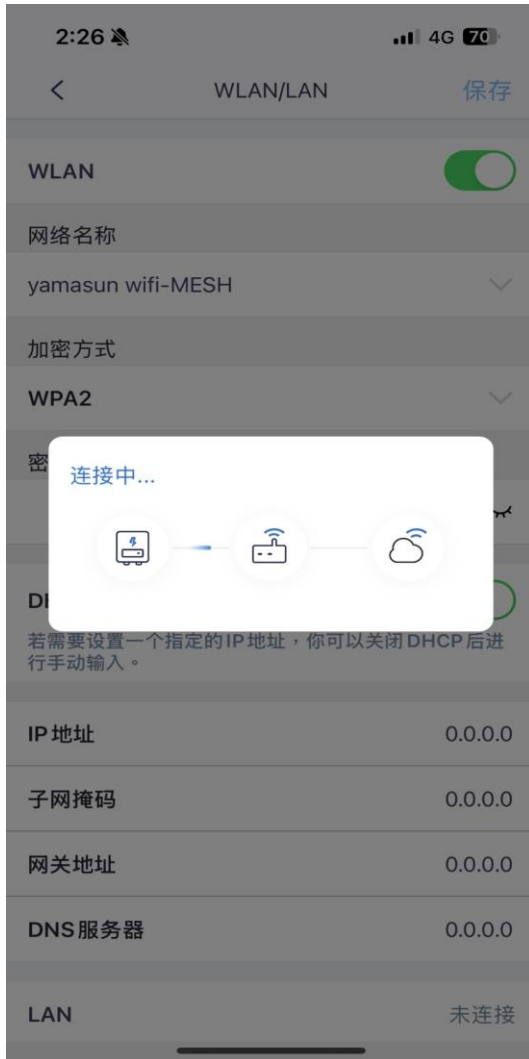 2:26
4G 70
WLAN/LAN
保存
WLAN
网络名称
yamasun wifi-MESH
加密方式
WPA2
密
连接中...
DH
若需要设置一个指定的IP地址，你可以关闭DHCP后进
行手动输入。
IP地址 0.0.0.0
子网掩码 0.0.0.0
网关地址 0.0.0.0
DNS服务器 0.0.0.0
LAN 未连接